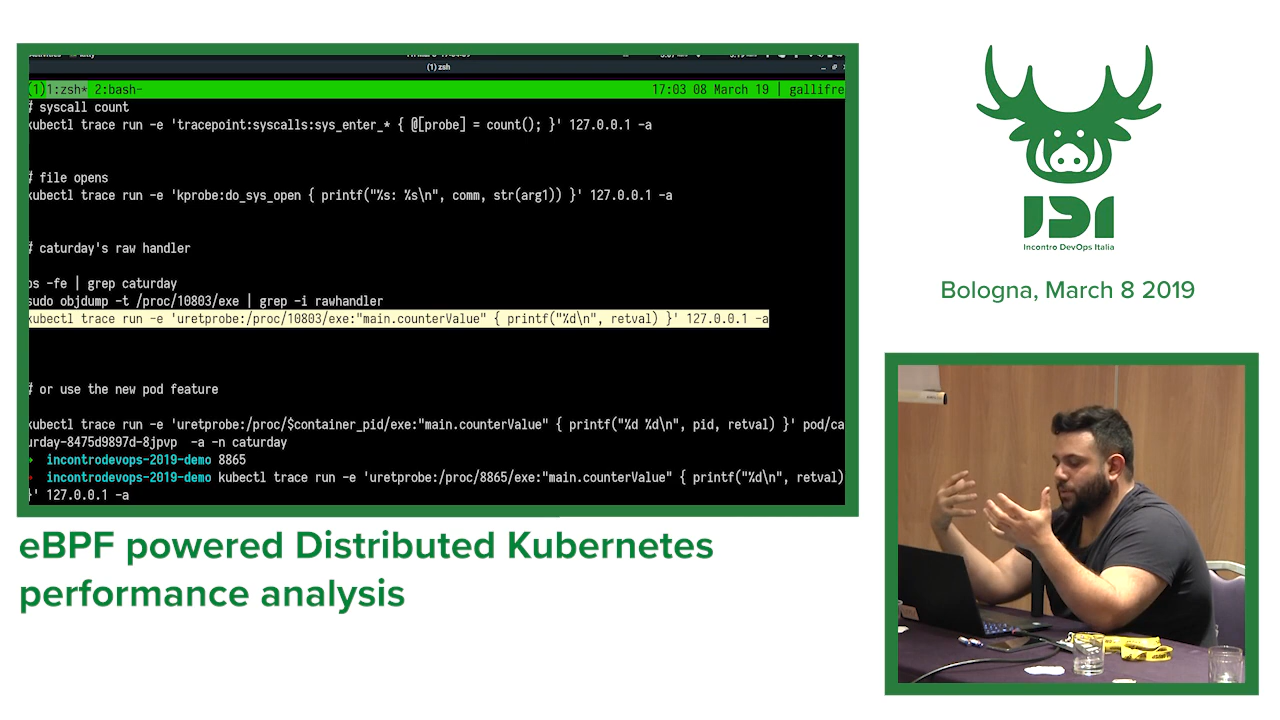 (1) zsh
(1)1:zsh* 2:bash- 17:03 08 March 19 | gallifre
# syscall count
kubectl trace run -e 'tracepoint:syscalls:sys_enter_* { @[probe] = count(); }' 127.0.0.1 -a
# file opens
kubectl trace run -e 'kprobe:do_sys_open { printf("%s: %s\n", comm, str(arg1)) }' 127.0.0.1 -a
# caturday's raw handler
ps -fe | grep caturday
sudo objdump -t /proc/10803/exe | grep -i rawhandler
kubectl trace run -e 'uretprobe:/proc/10803/exe:"main.counterValue" { printf("%d\n", retval) }' 127.0.0.1 -a
# or use the new pod feature
kubectl trace run -e 'uretprobe:/proc/$container_pid/exe:"main.counterValue" { printf("%d %d\n", pid, retval) }' pod/ca
urday-8475d9897d-8jpvp -a -n caturday
incontrodevops-2019-demo 8865
incontrodevops-2019-demo kubectl trace run -e 'uretprobe:/proc/8865/exe:"main.counterValue" { printf("%d\n", retval)
}' 127.0.0.1 -a
eBPF powered Distributed Kubernetes
performance analysis
IDI
Incontro DevOps Italia
Bologna, March 8 2019